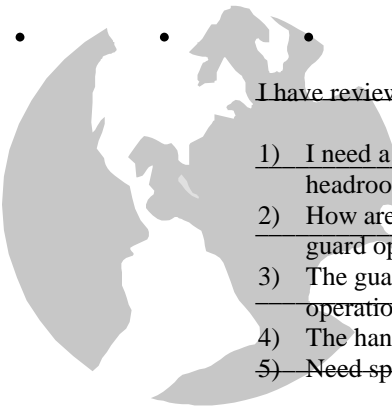 I have review
1) I need a
headroo
2) How are
guard op
3) The gua
operatio
4) The han
5) Need sp